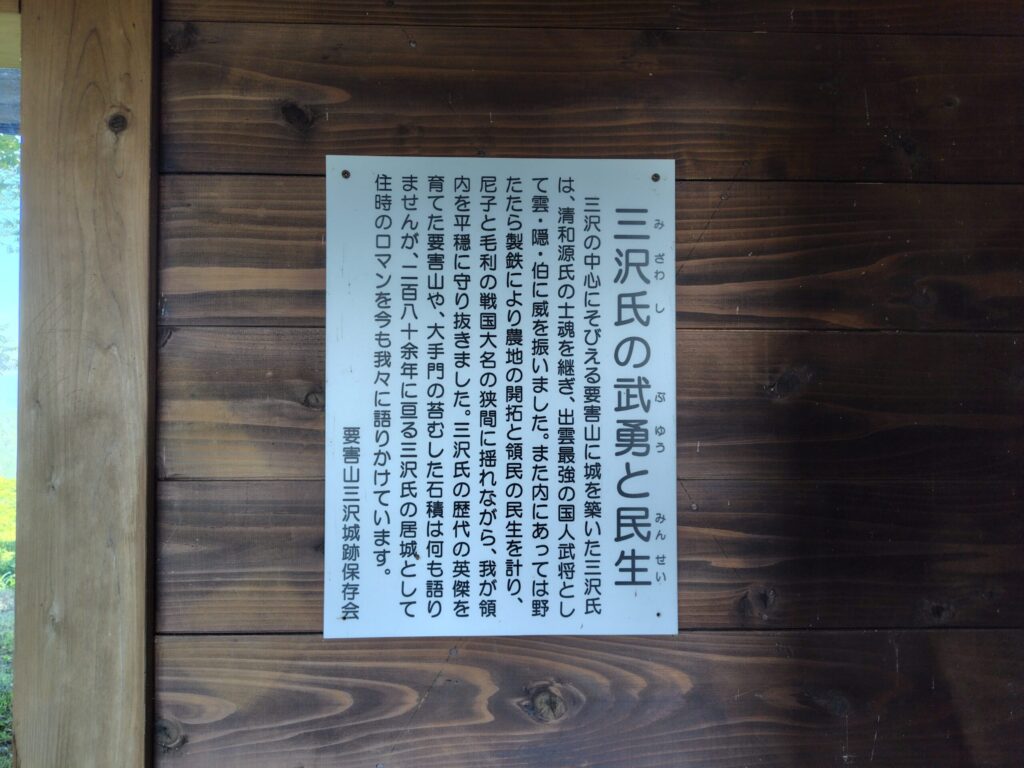 三沢氏の武勇と民生
み ざわ し ぶ ゆう みん せい
三沢の中心にそびえる要害山に城を築いた三沢氏
は、清和源氏の士魂を継ぎ、出雲最強の国人武将とし
て雲・隠・伯に威を振いました。また内にあっては野
たたら製鉄により農地の開拓と領民の民生を計り、
尼子と毛利の戦国大名の狭間に揺れながら、我が領
内を平穏に守り抜きました。三沢氏の歴代の英傑を
育てた要害山や、大手門の苔むした石積は何も語り
ませんが、二百八十余年に亘る三沢氏の居城として
住時のロマンを今も我々に語りかけています。
要害山三沢城跡保存会